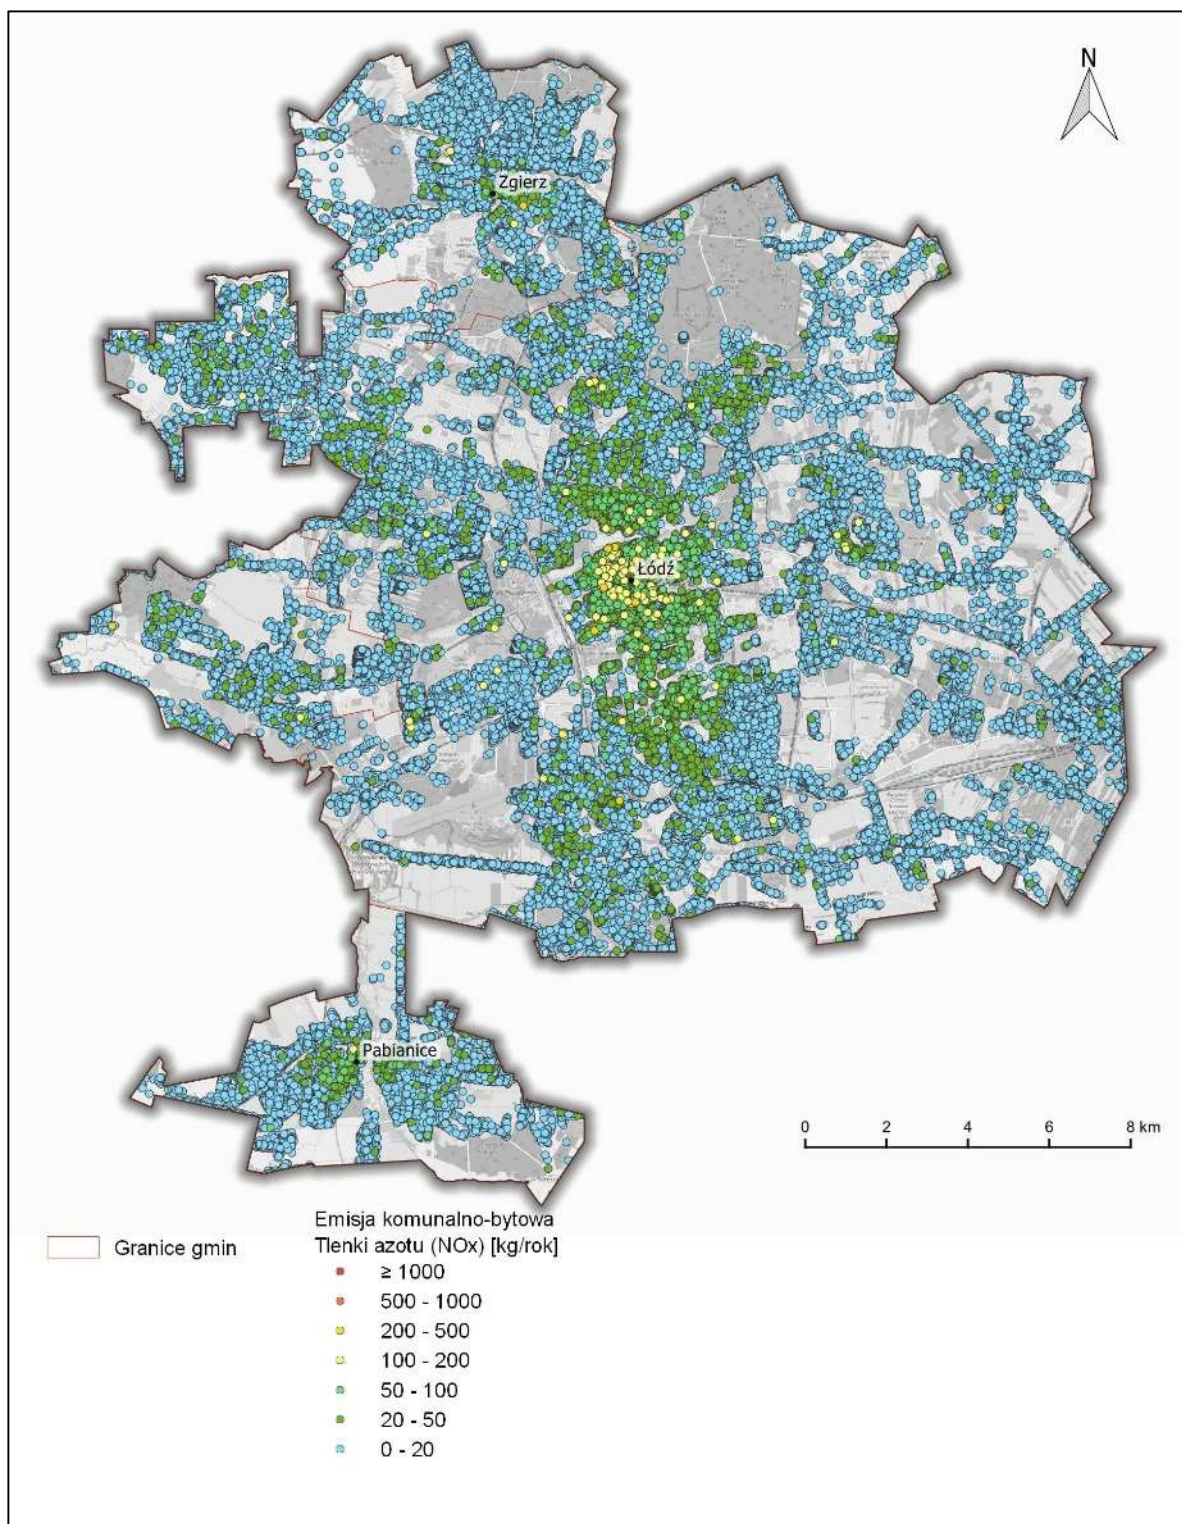 N
Zgierz
Łódź
Pabianice
0 2 4 6 8 km
Emisja komunalno-bytowa
Granice gmin
Tlenki azotu (NOx) [kg/rok]
≥ 1000
500 - 1000
200 - 500
100 - 200
50 - 100
20 - 50
0 - 20